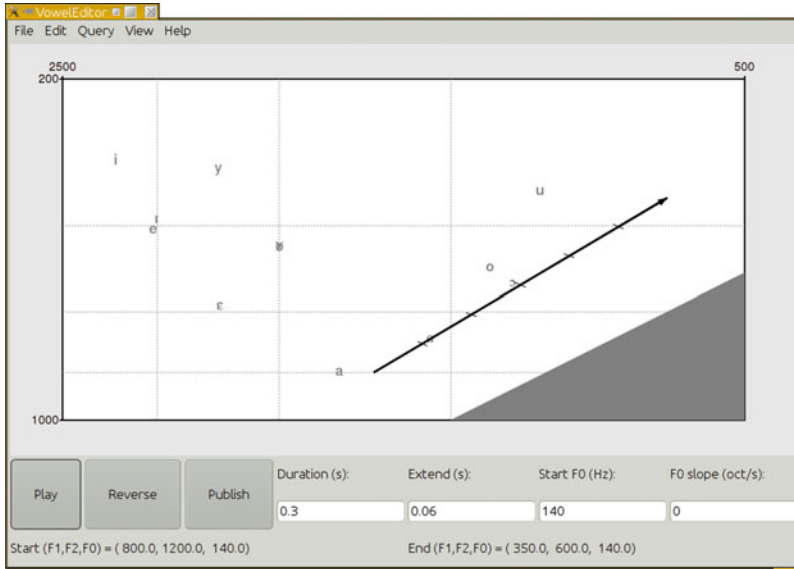 VowelEditor
File Edit Query View Help
2500 500
200
i
y
u
ɪ
e
o
ɔ
ɛ
ɑ
a
1000
Duration (s): Extend (s): Start F0 (Hz): F0 slope (oct/s):
Play Reverse Publish
0.3 0.06 140 0
Start (F1,F2,F0) = ( 800.0, 1200.0, 140.0) End (F1,F2,F0) = ( 350.0, 600.0, 140.0)